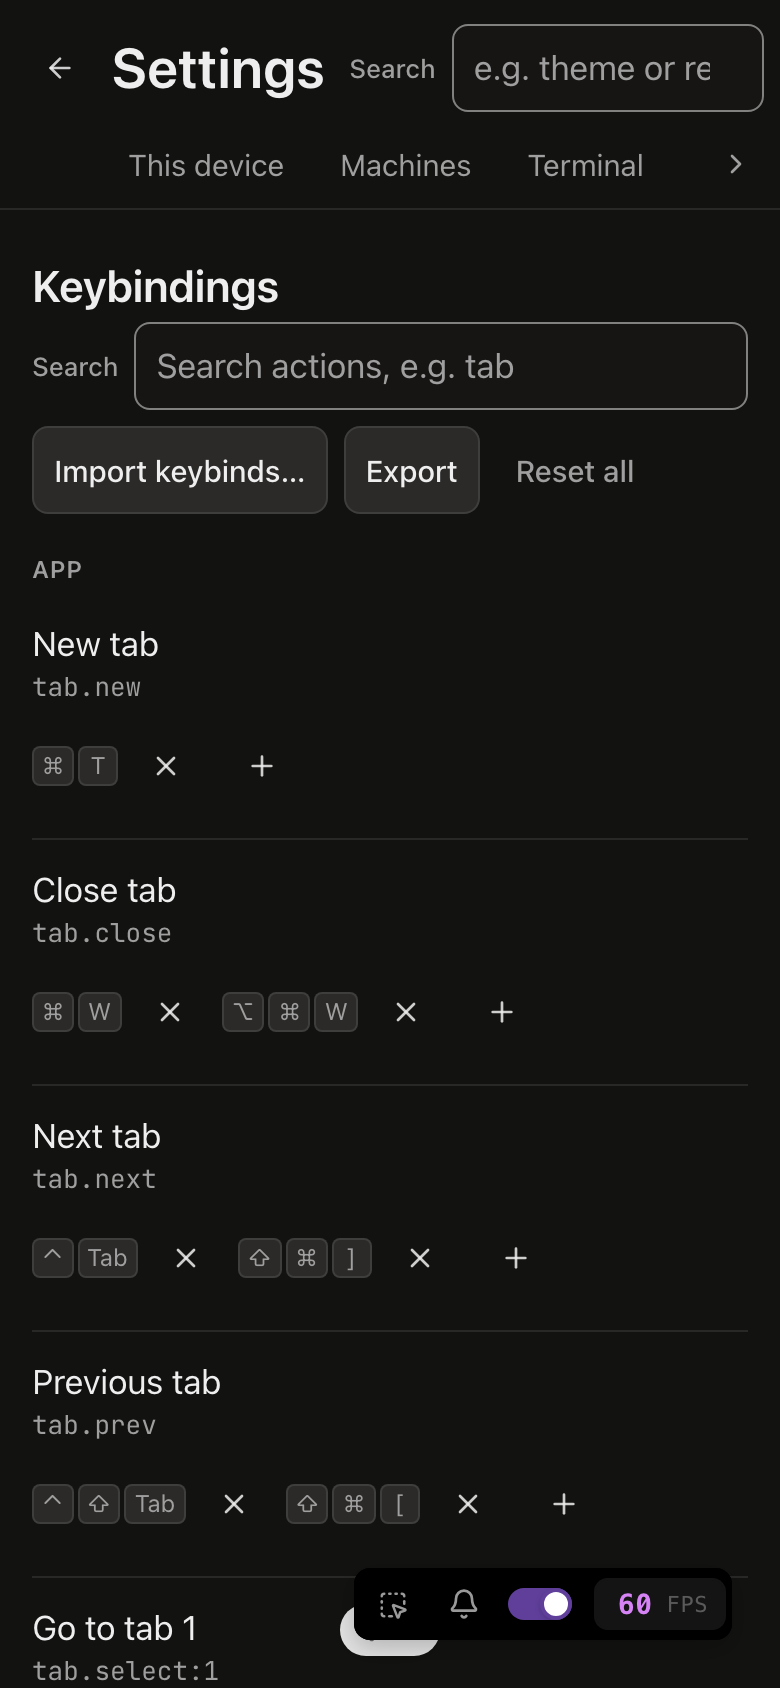 Settings Search e.g. theme or re
This device Machines Terminal
Keybindings
Search Search actions, e.g. tab
Import keybinds... Export Reset all
APP
New tab
tab.new
⌘ T
Close tab
tab.close
⌘ W ⌥ ⌘ W
Next tab
tab.next
^ Tab ⇧ ⌘ ]
Previous tab
tab.prev
^ ⇧ Tab ⇧ ⌘ [
60 FPS
Go to tab 1
tab.select:1